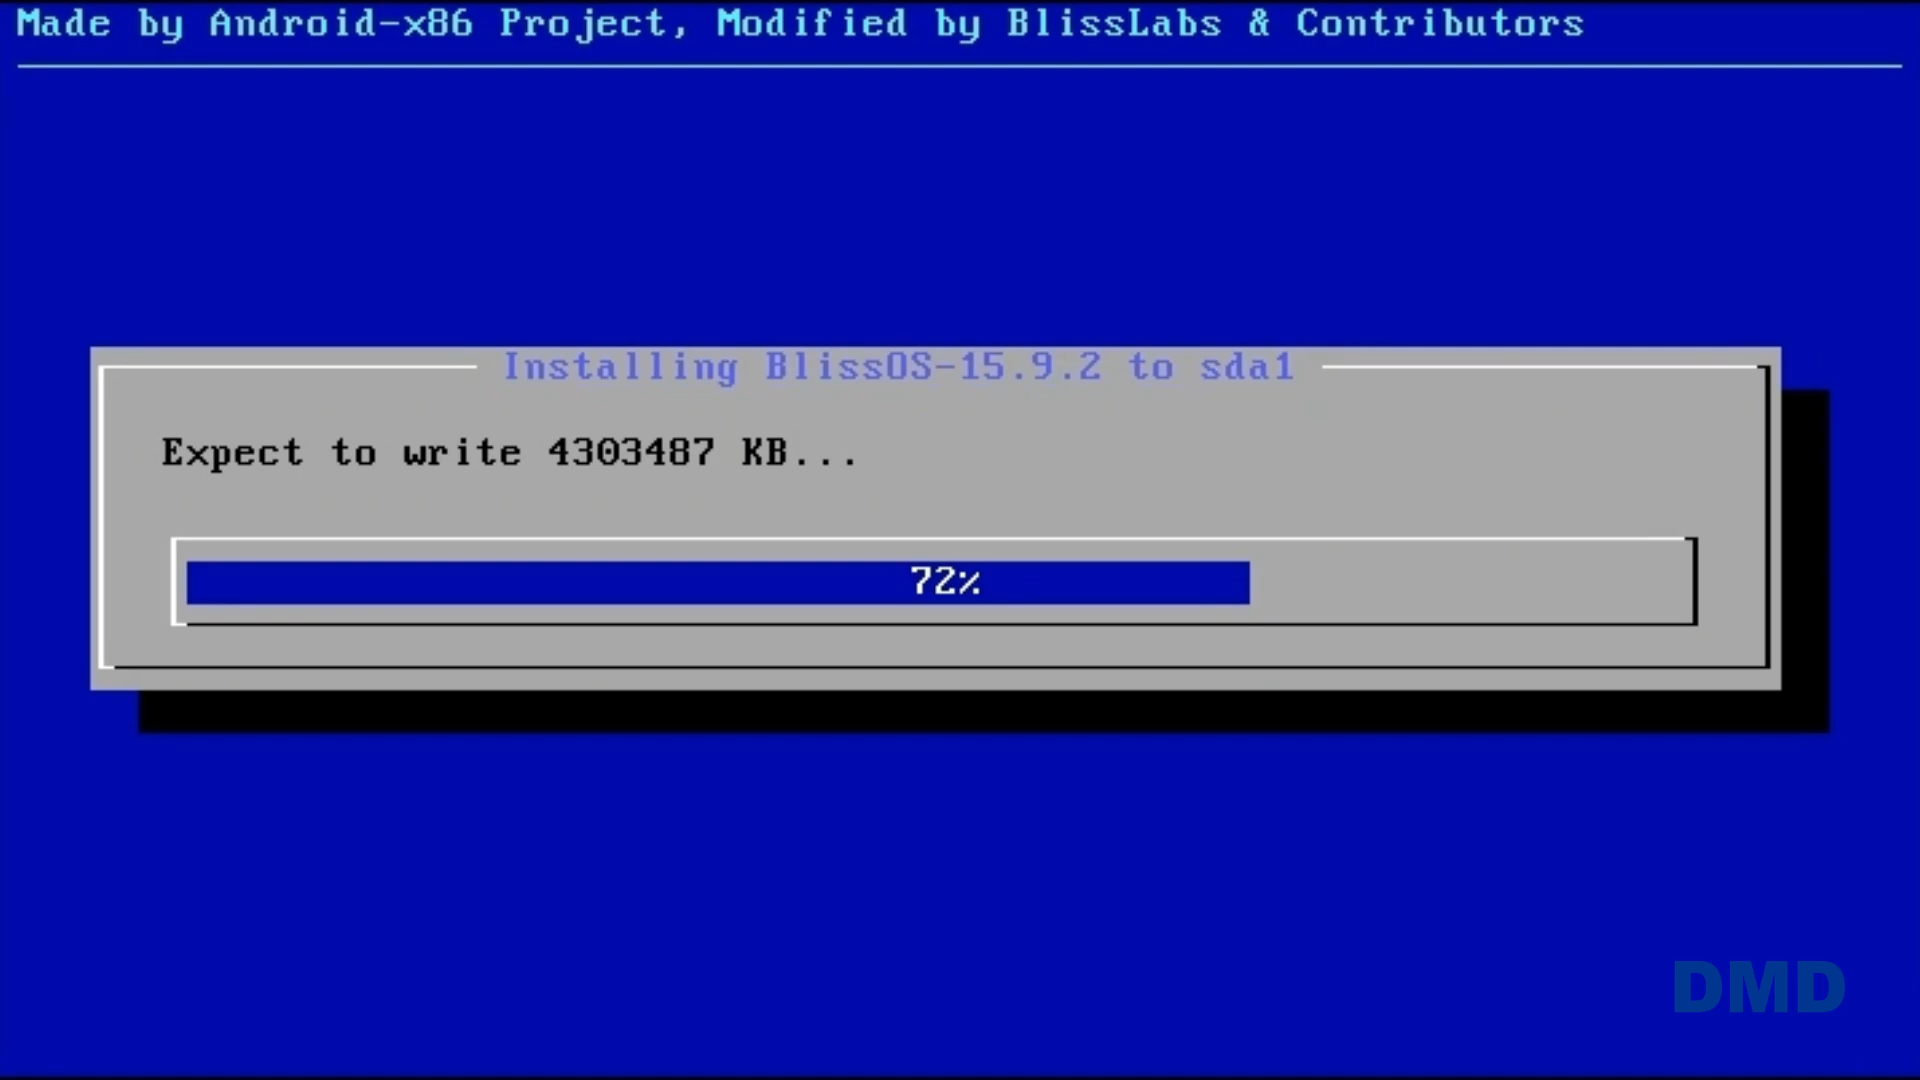 Made by Android-x86 Project, Modified by BlissLabs & Contributors
Installing BlissOS-15.9.2 to sda1
Expect to write 4303487 KB...
72%
DMD